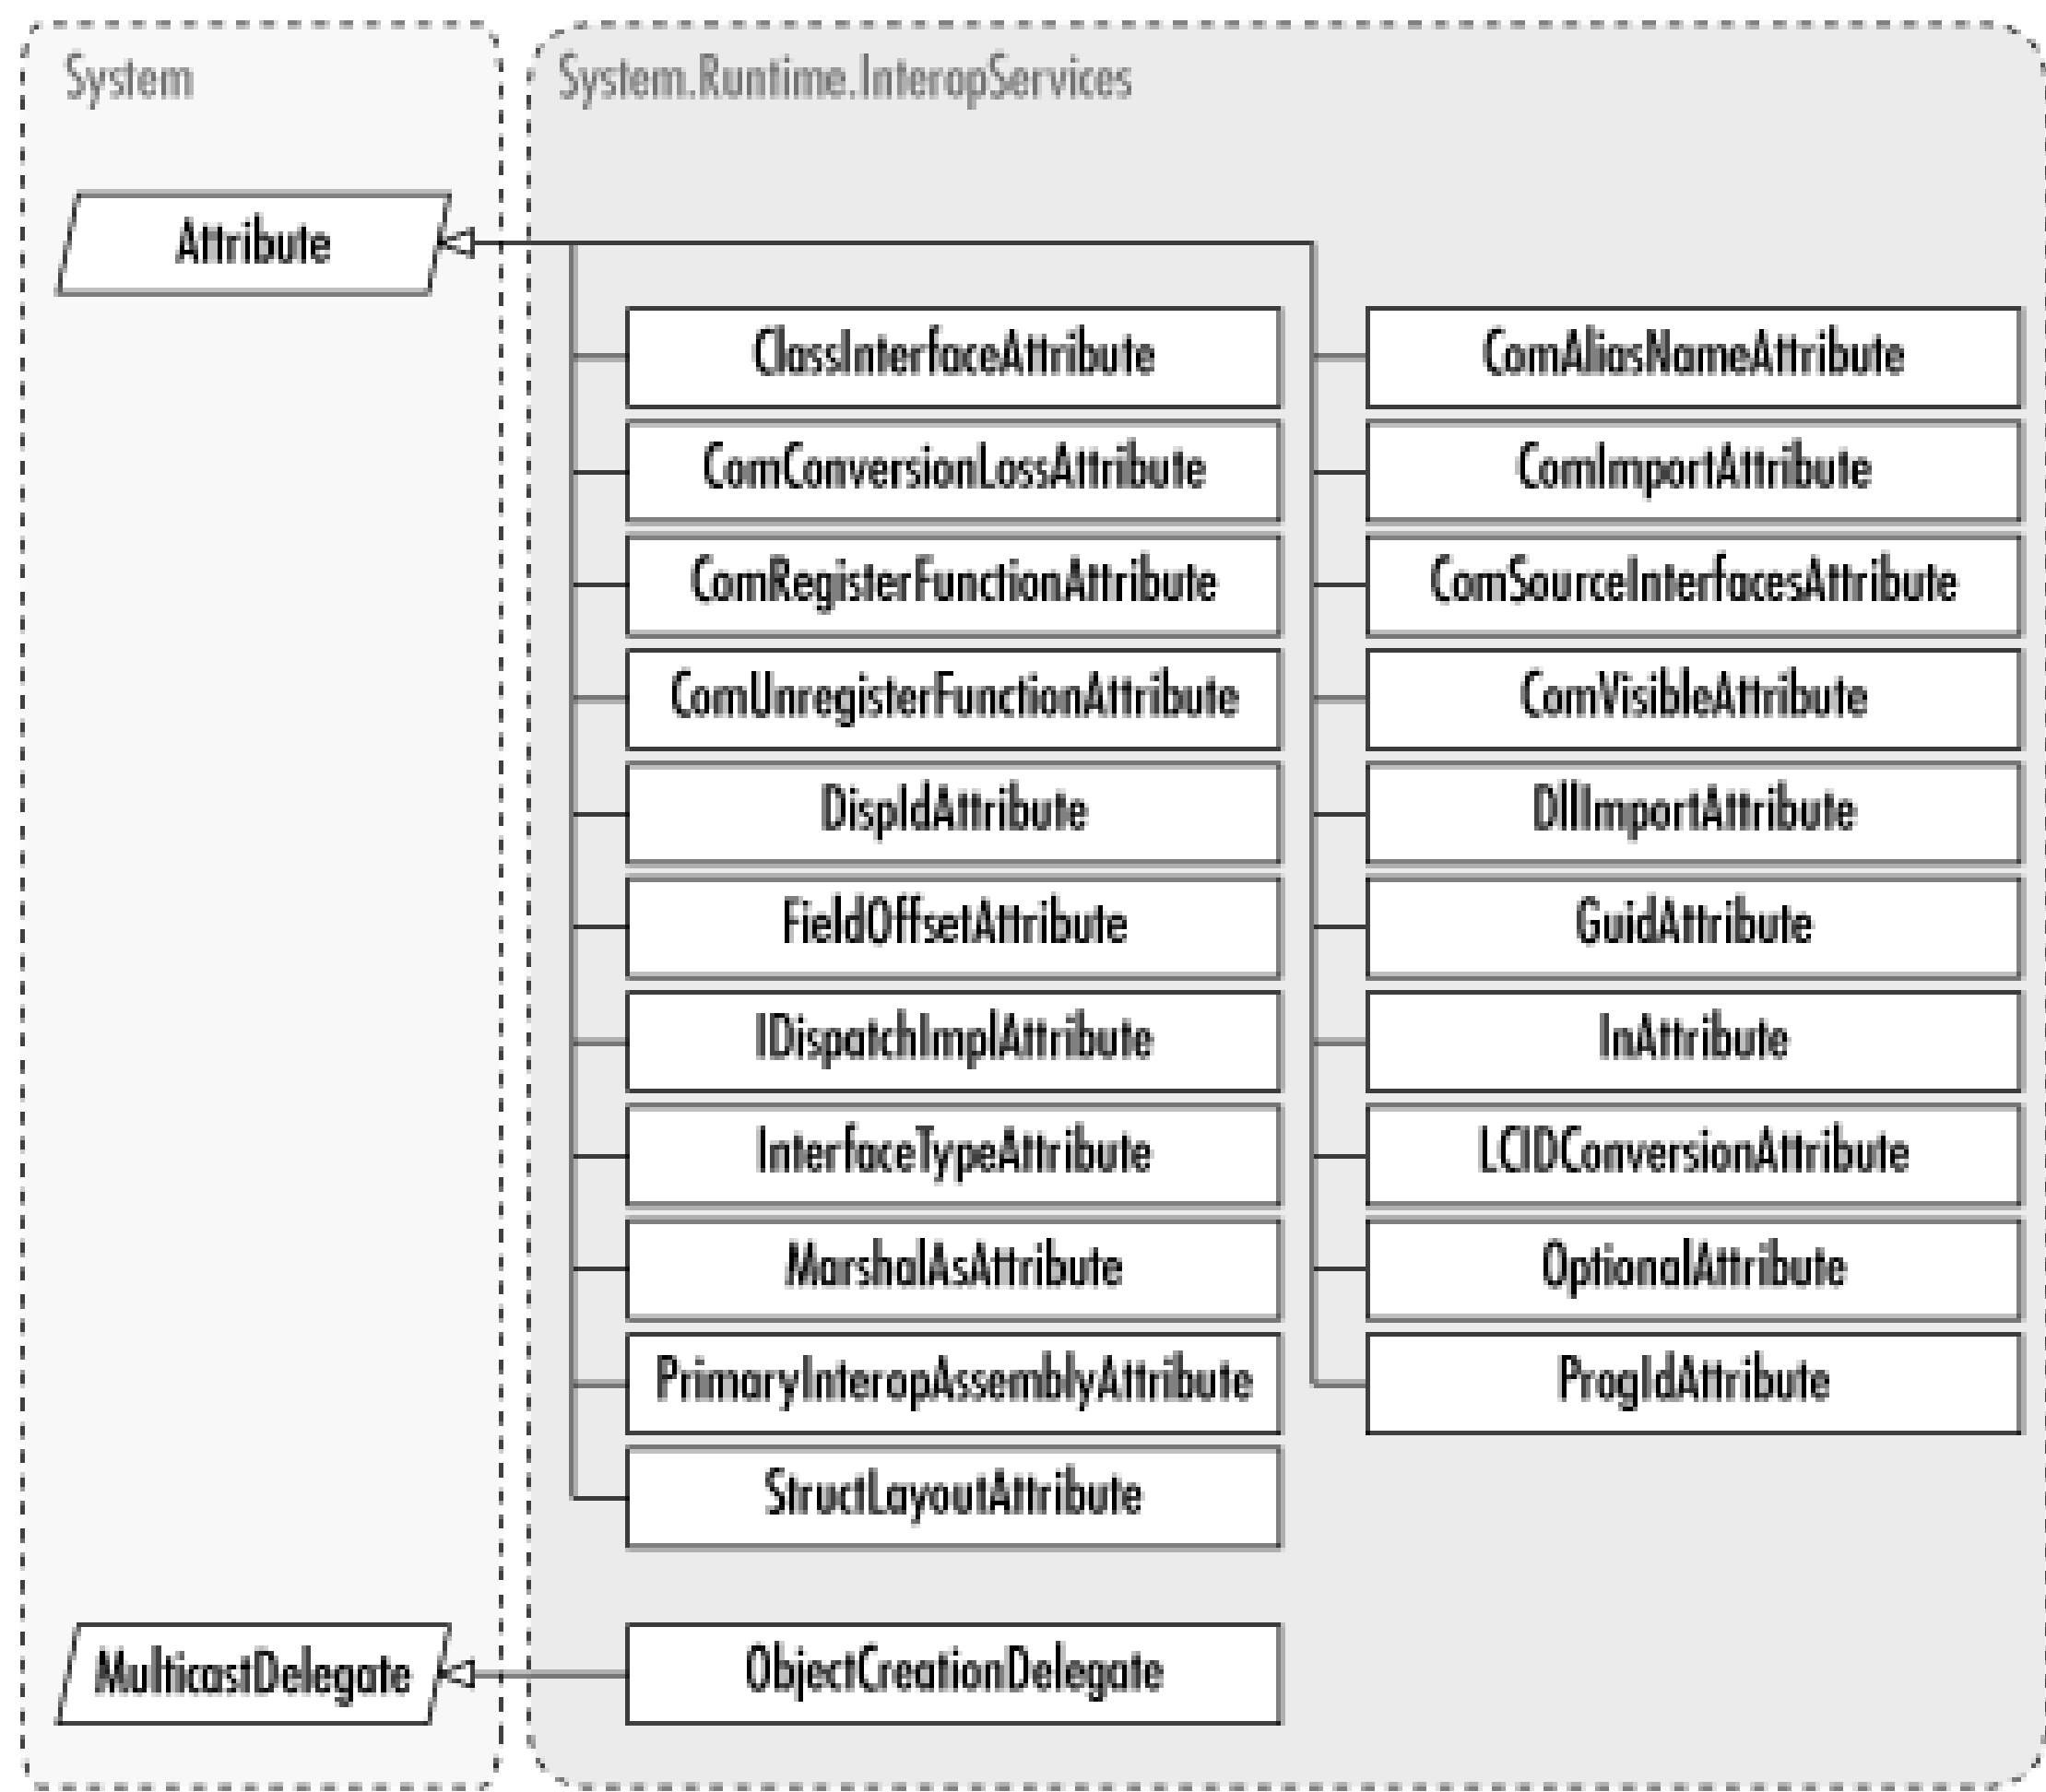 System
System.Runtime.InteropServices
Attribute
ClassInterfaceAttribute
ComAliasNameAttribute
ComConversionLossAttribute
ComImportAttribute
ComRegisterFunctionAttribute
ComSourceInterfacesAttribute
ComUnregisterFunctionAttribute
ComVisibleAttribute
DispIdAttribute
DllImportAttribute
FieldOffsetAttribute
GuidAttribute
IDispatchImplAttribute
InAttribute
InterfaceTypeAttribute
LCIDConversionAttribute
MarshalAsAttribute
OptionalAttribute
PrimaryInteropAssemblyAttribute
ProgIdAttribute
StructLayoutAttribute
MulticastDelegate
ObjectCreationDelegate